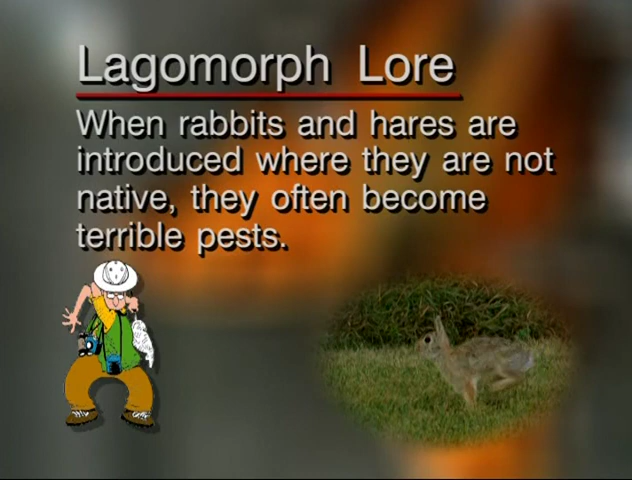 Lagomorph Lore
When rabbits and hares are
introduced where they are not
native, they often become
terrible pests.